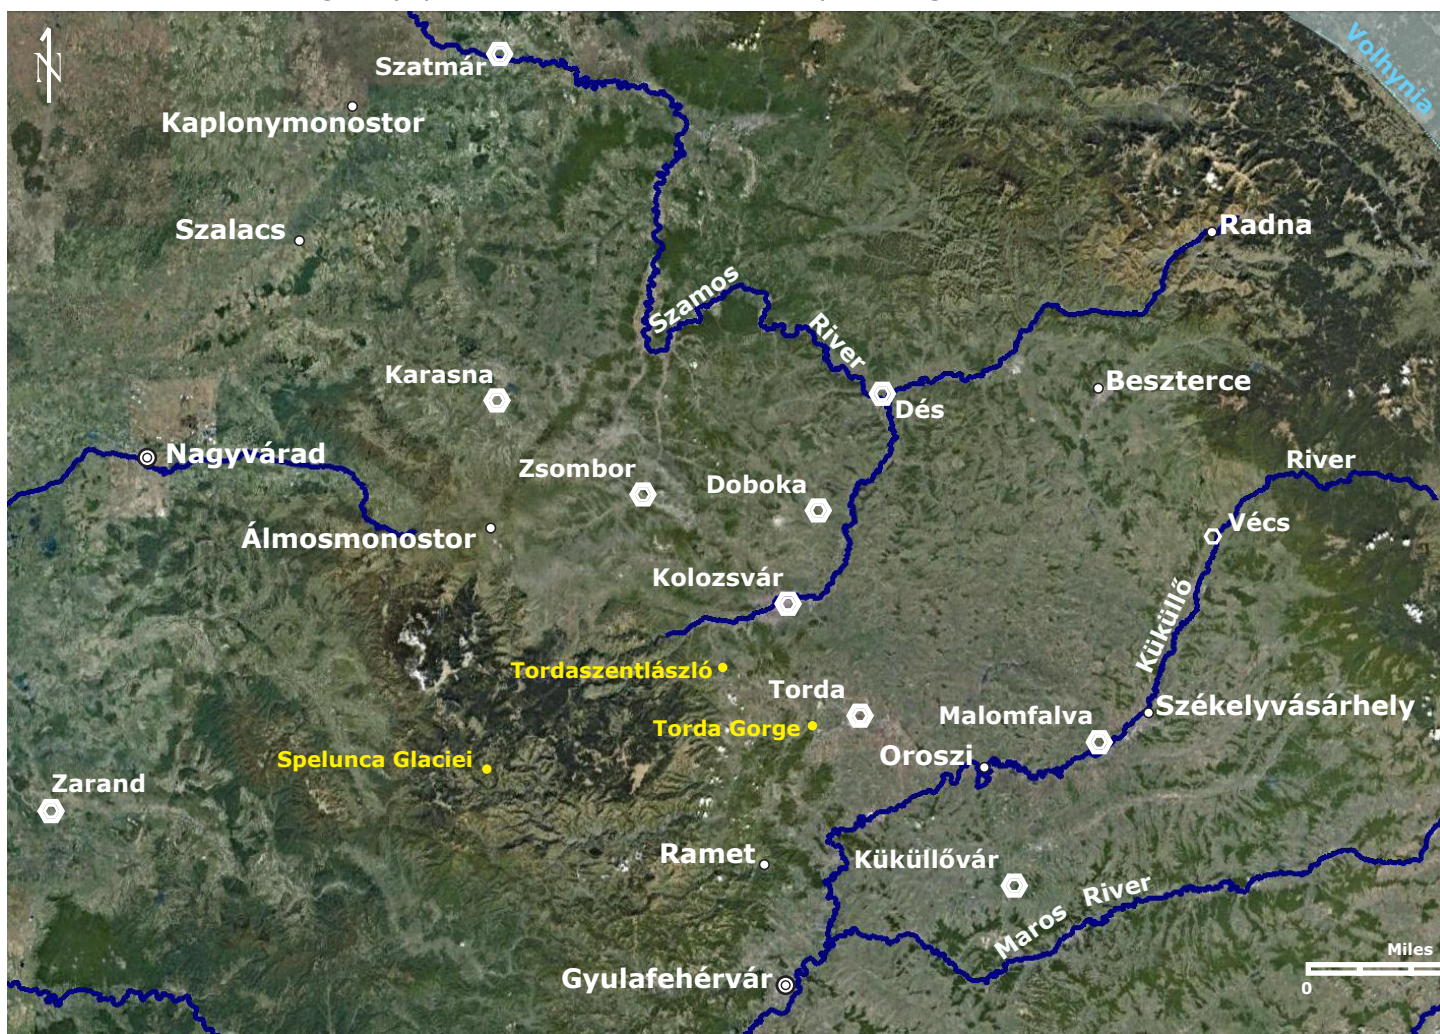 Volhynia
N
Szatmár
Kaplonymonostor
Szalacs
Radna
Szamos
River
Karasna
Beszterce
Dés
Nagyvárad
River
Zsombor
Doboka
Vécs
Álmosmonostor
Kolozsvár
Küküllő
Tordaszentlászló
Torda
Székelyvásárhely
Malomfalva
Torda Gorge
Oroszi
Spelunca Glaciei
Zarand
Ramet
Küküllővár
Maros River
Miles
Gyulafehérvár
0